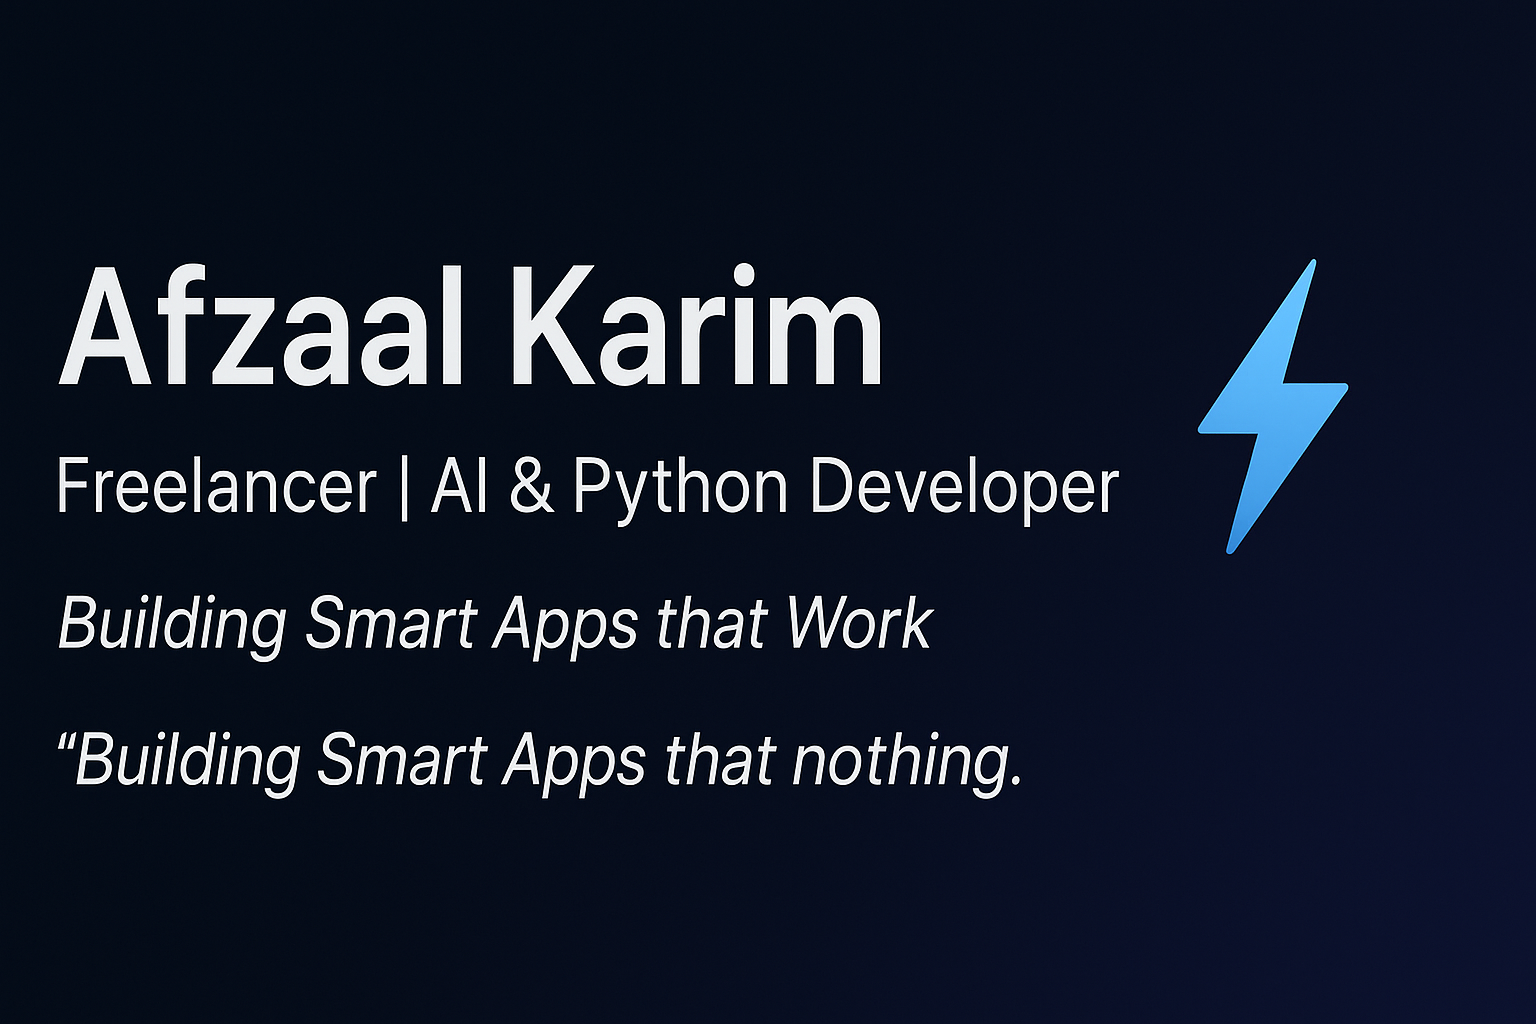 Afzaal Karim
Freelancer | AI & Python Developer
Building Smart Apps that Work
“Building Smart Apps that nothing.